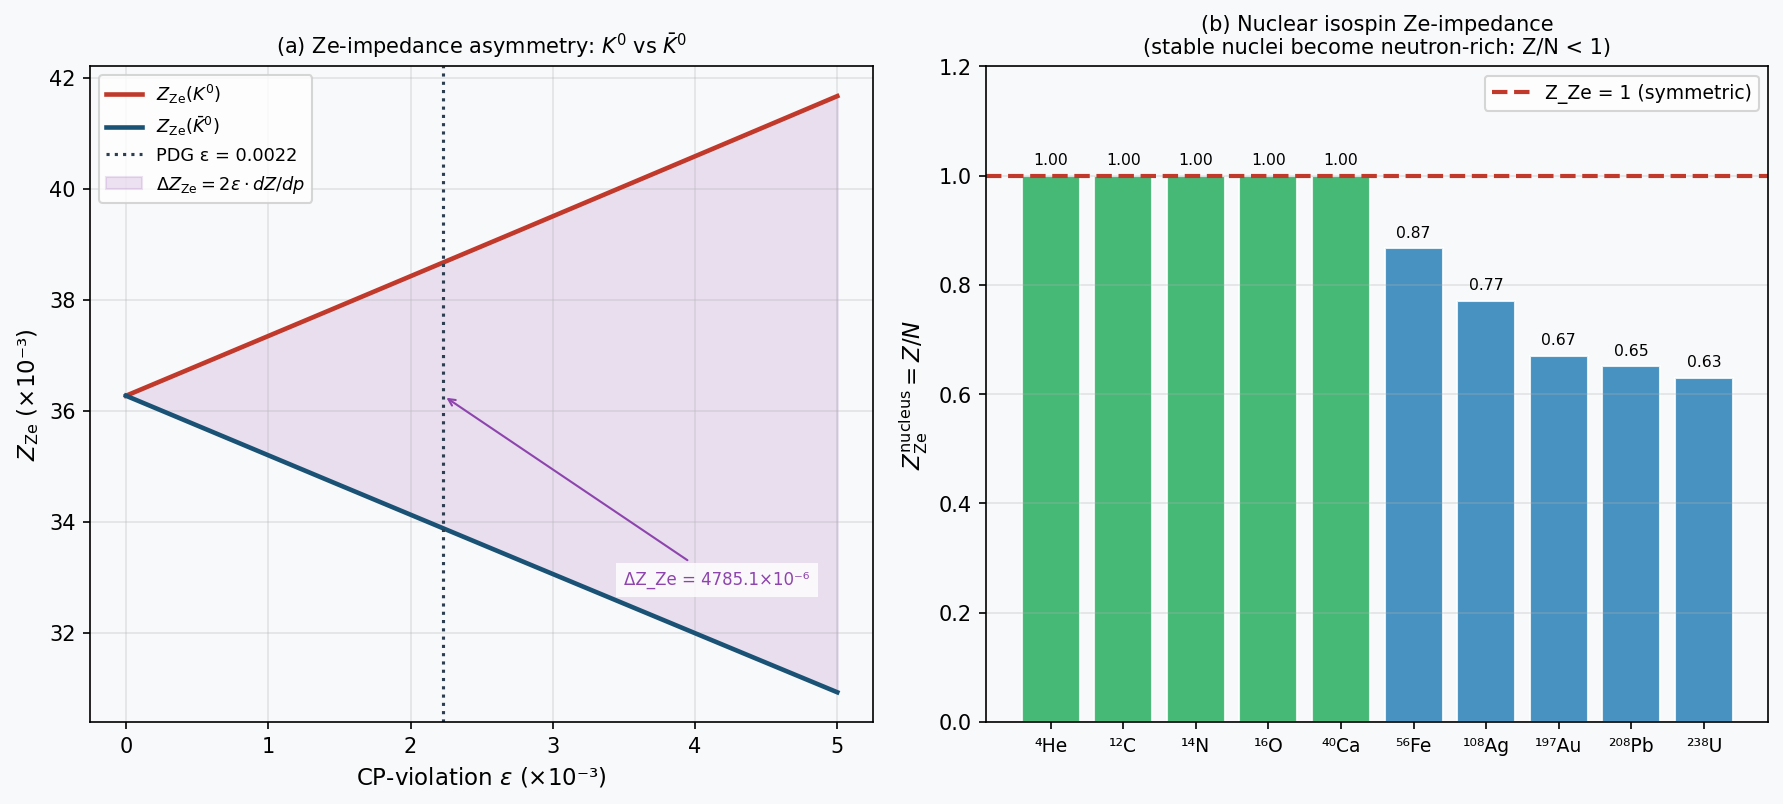 (a) Ze-impedance asymmetry: K⁰ vs K̄⁰
Z_Ze (×10⁻³)
42
40
38
36
34
32
Z_Ze(K⁰)
Z_Ze(K̄⁰)
PDG ε = 0.0022
ΔZ_Ze = 2ε · dZ/dp
ΔZ_Ze = 4785.1×10⁻⁶
0 1 2 3 4 5
CP-violation ε (×10⁻³)
(b) Nuclear isospin Ze-impedance
(stable nuclei become neutron-rich: Z/N < 1)
Z_Ze^nucleus = Z/N
1.2
1.0
0.8
0.6
0.4
0.2
0.0
Z_Ze = 1 (symmetric)
1.00 1.00 1.00 1.00 1.00 0.87 0.77 0.67 0.65 0.63
⁴He ¹²C ¹⁴N ¹⁶O ⁴⁰Ca ⁵⁶Fe ¹⁰⁸Ag ¹⁹⁷Au ²⁰⁸Pb ²³⁸U